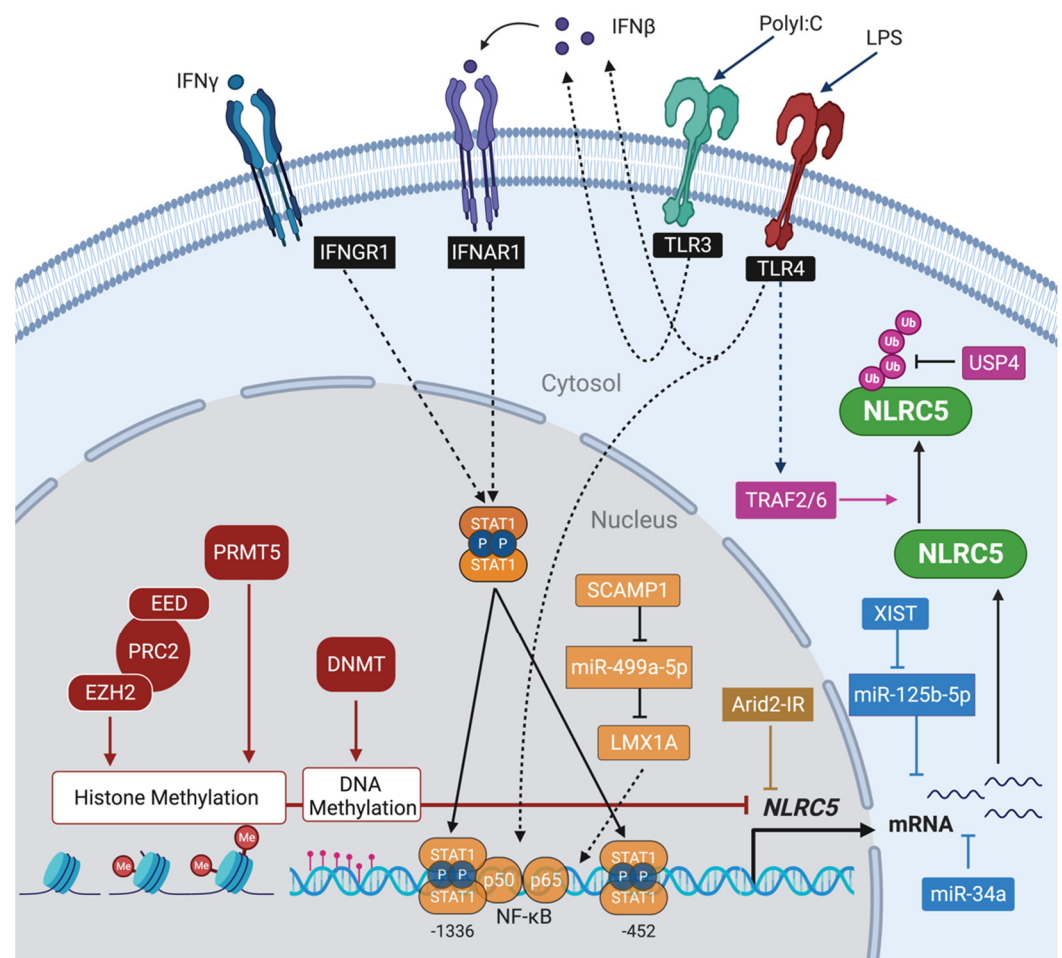 PolyI:C
IFNβ
LPS
IFNγ
IFNGR1
IFNAR1
TLR3
TLR4
Ub
Ub
Ub
Ub
USP4
NLRC5
Cytosol
TRAF2/6
Nucleus
STAT1
P P
STAT1
NLRC5
PRMT5
EED
PRC2
EZH2
DNMT
SCAMP1
miR-499a-5p
LMX1A
Arid2-IR
XIST
miR-125b-5p
Histone Methylation
DNA
Methylation
NLRC5
mRNA
Me
Me
Me
STAT1
P P
STAT1
p50
p65
STAT1
P P
STAT1
NF-κB
-1336
-452
miR-34a